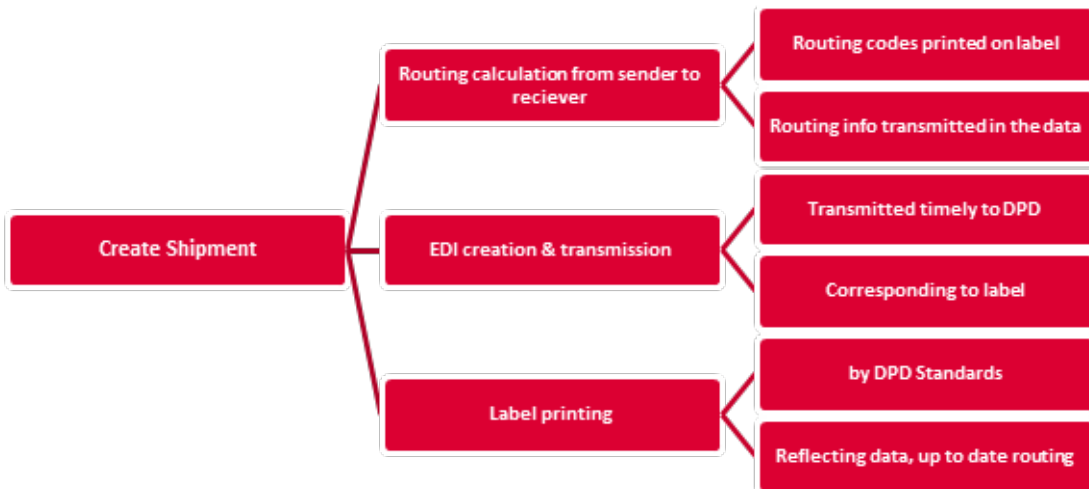 Create Shipment
Routing calculation from sender to
reciever
Routing codes printed on label
Routing info transmitted in the data
EDI creation & transmission
Transmitted timely to DPD
Corresponding to label
Label printing
by DPD Standards
Reflecting data, up to date routing